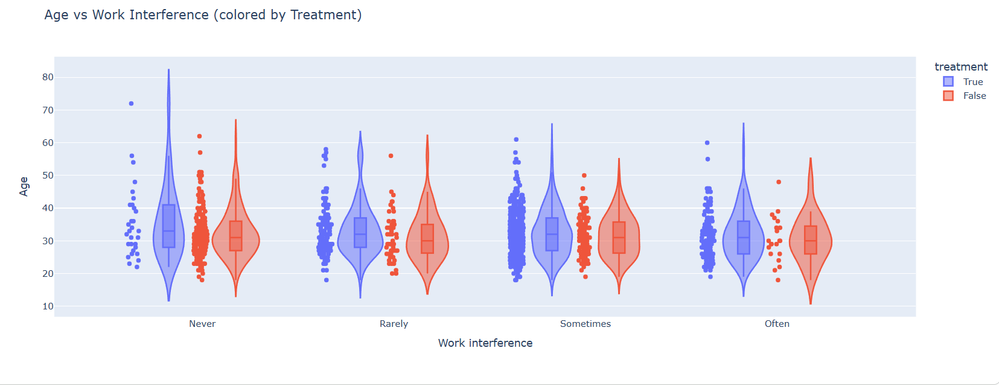 Age vs Work Interference (colored by Treatment)
treatment
True
False
Age
80
70
60
50
40
30
20
10
Never Rarely Sometimes Often
Work interference